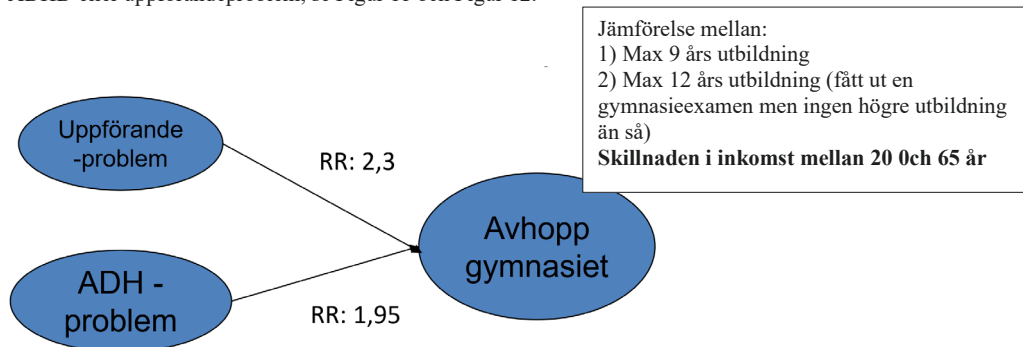 Jämförelse mellan:
1) Max 9 års utbildning
2) Max 12 års utbildning (fått ut en
gymnasieexamen men ingen högre utbildning
än så)
Skillnaden i inkomst mellan 20 0ch 65 år
Uppförande
-problem
RR: 2,3
Avhopp
gymnasiet
ADH -
problem
RR: 1,95